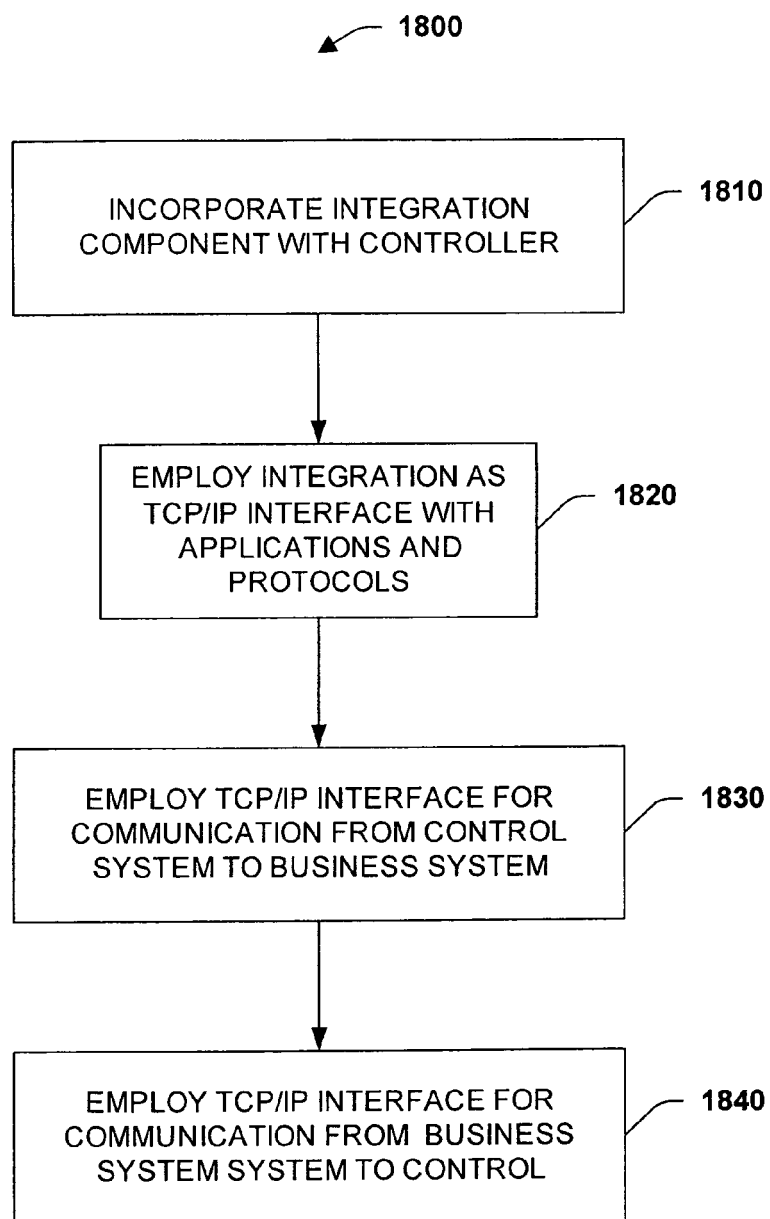 1800
INCORPORATE INTEGRATION
COMPONENT WITH CONTROLLER
1810
EMPLOY INTEGRATION AS
TCP/IP INTERFACE WITH
APPLICATIONS AND
PROTOCOLS
1820
EMPLOY TCP/IP INTERFACE FOR
COMMUNICATION FROM CONTROL
SYSTEM TO BUSINESS SYSTEM
1830
EMPLOY TCP/IP INTERFACE FOR
COMMUNICATION FROM BUSINESS
SYSTEM SYSTEM TO CONTROL
1840